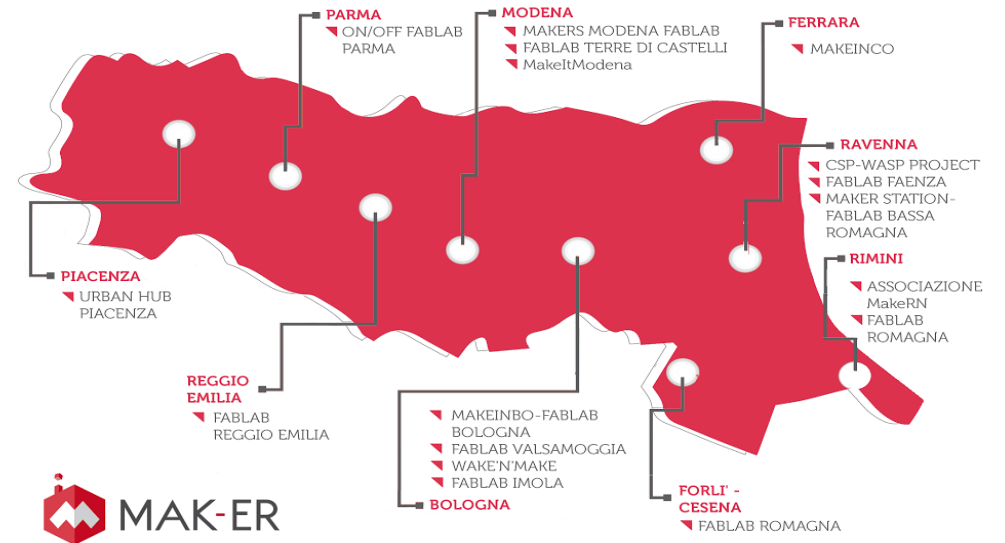 PARMA
ON/OFF FABLAB
PARMA
MODENA
MAKERS MODENA FABLAB
FABLAB TERRE DI CASTELLI
MakeItModena
FERRARA
MAKEINCO
RAVENNA
CSP-WASP PROJECT
FABLAB FAENZA
MAKER STATION-
FABLAB BASSA
ROMAGNA
RIMINI
ASSOCIAZIONE
MakeRN
FABLAB
ROMAGNA
PIACENZA
URBAN HUB
PIACENZA
REGGIO
EMILIA
FABLAB
REGGIO EMILIA
MAKEINBO-FABLAB
BOLOGNA
FABLAB VALSAMOGGIA
WAKE'N'MAKE
FABLAB IMOLA
BOLOGNA
FORLI' -
CESENA
FABLAB ROMAGNA
MAK-ER